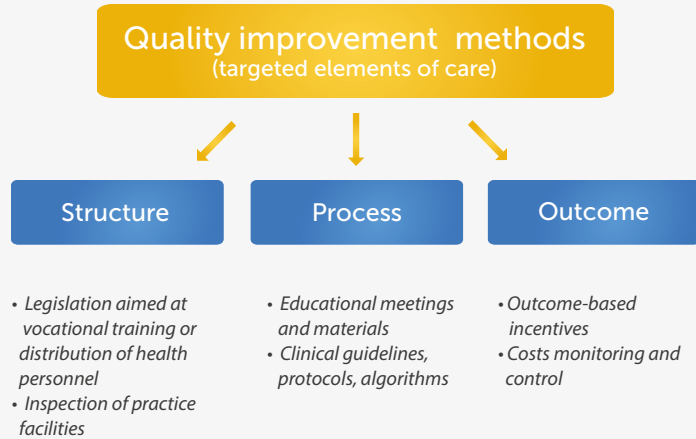 Quality improvement methods
(targeted elements of care)
Structure
Process
Outcome
• Legislation aimed at
vocational training or
distribution of health
personnel
• Inspection of practice
facilities
• Educational meetings
and materials
• Clinical guidelines,
protocols, algorithms
• Outcome-based
incentives
• Costs monitoring and
control